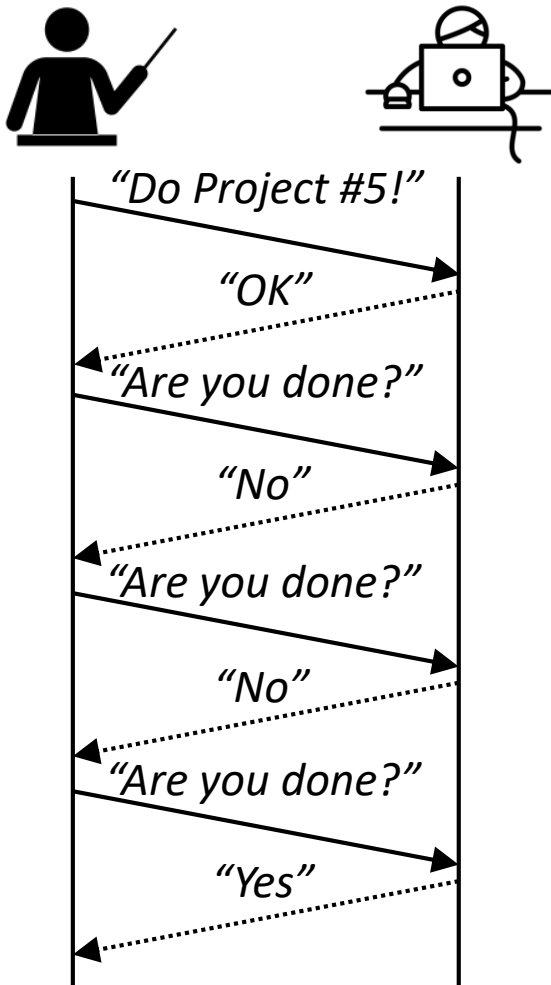 “Do Project #5!”
“OK”
“Are you done?”
“No”
“Are you done?”
“No”
“Are you done?”
“Yes”